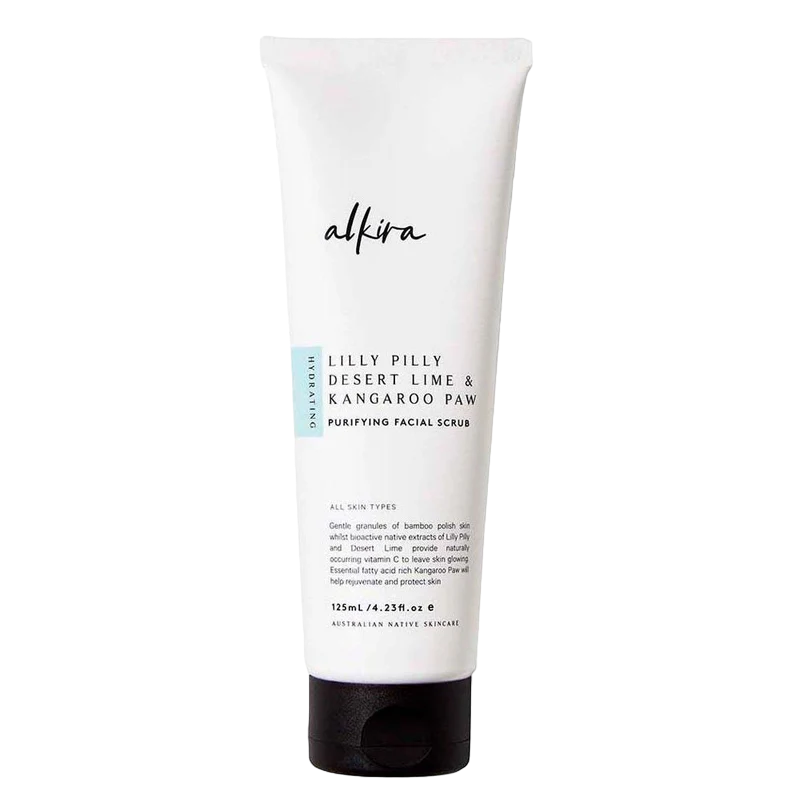 alkira
HYDRATING
LILLY PILLY
DESERT LIME &
KANGAROO PAW
PURIFYING FACIAL SCRUB
ALL SKIN TYPES
Gentle granules of bamboo polish skin
whilst bioactive native extracts of Lilly Pilly
and Desert Lime provide naturally
occurring vitamin C to leave skin glowing.
Essential fatty acid rich Kangaroo Paw will
help rejuvenate and protect skin
125mL/4.23fl.oz e
AUSTRALIAN NATIVE SKINCARE